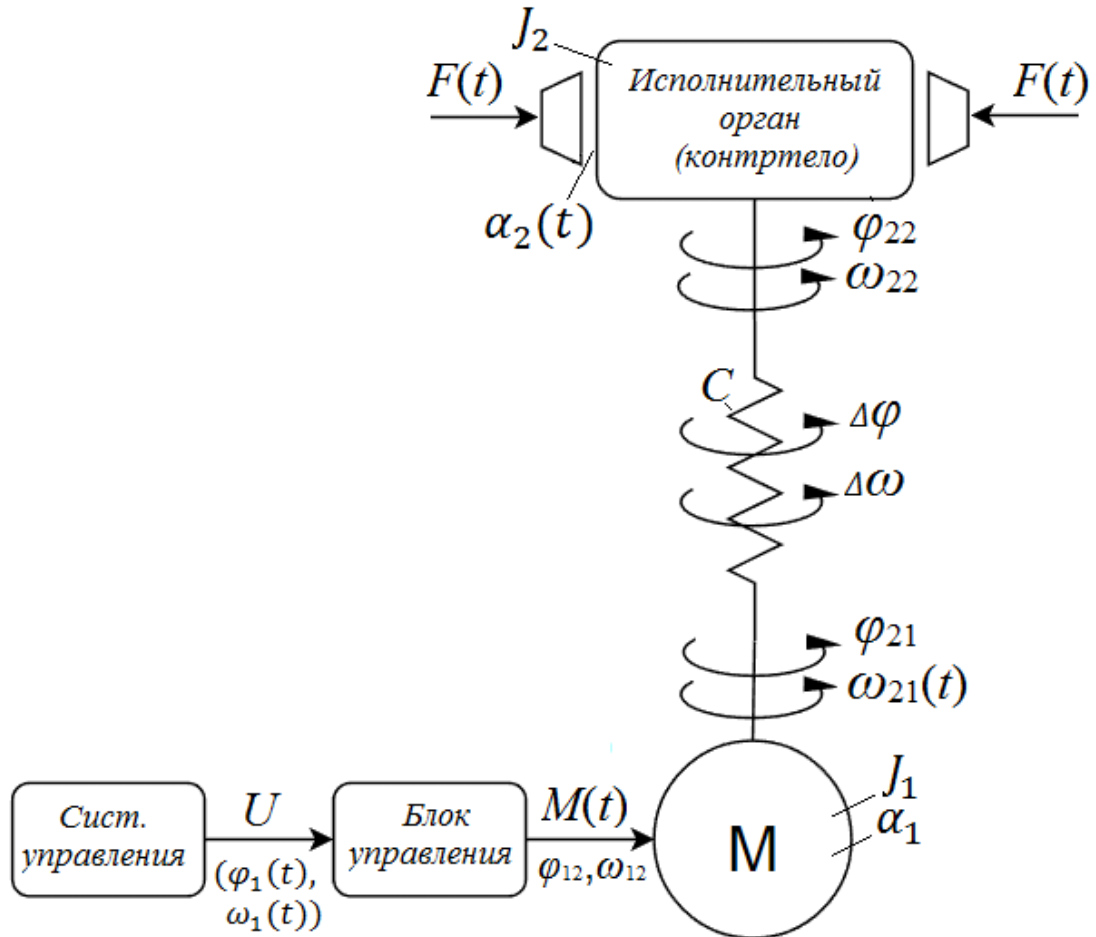 J₂
F(t)
Исполнительный
орган
(контртело)
F(t)
α₂(t)
φ₂₂
ω₂₂
C
Δφ
Δω
φ₂₁
ω₂₁(t)
Сист.
управления
U
(φ₁(t),
ω₁(t))
Блок
управления
M(t)
φ₁₂,ω₁₂
М
J₁
α₁